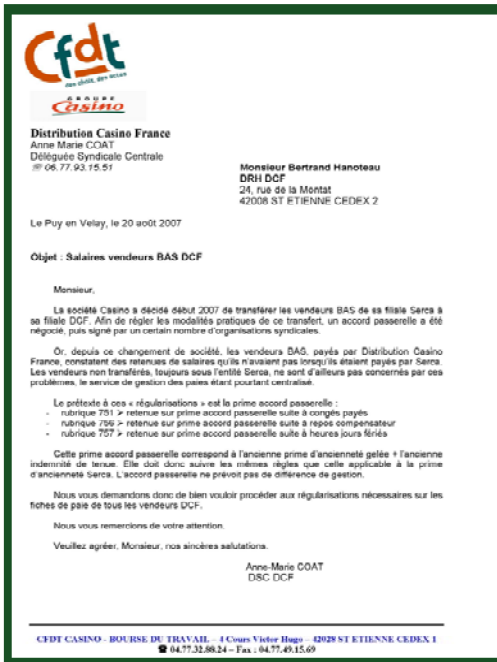 Cfdt
des choix, des actes
GROUPE
Casino
Distribution Casino France
Anne Marie COAT
Déléguée Syndicale Centrale
☏ 06.77.93.15.51
Monsieur Bertrand Hanoteau
DRH DCF
24, rue de la Montat
42008 ST ETIENNE CEDEX 2
Le Puy en Velay, le 20 août 2007
Objet : Salaires vendeurs BAS DCF
Monsieur,
La société Casino a décidé début 2007 de transférer les vendeurs BAS de sa filiale Serca à
sa filiale DCF. Afin de régler les modalités pratiques de ce transfert, un accord passerelle a été
négocié, puis signé par un certain nombre d'organisations syndicales.
Or, depuis ce changement de société, les vendeurs BAS, payés par Distribution Casino
France, constatent des retenues de salaires qu'ils n'avaient pas lorsqu'ils étaient payés par Serca.
Les vendeurs non transférés, toujours sous l'entité Serca, ne sont d'ailleurs pas concernés par ces
problèmes, le service de gestion des paies étant pourtant centralisé.
Le prétexte à ces « régularisations » est la prime accord passerelle :
- rubrique 751 ➢ retenue sur prime accord passerelle suite à congés payés
- rubrique 756 ➢ retenue sur prime accord passerelle suite à repos compensateur
- rubrique 757 ➢ retenue sur prime accord passerelle suite à heures jours fériés
Cette prime accord passerelle correspond à l'ancienne prime d'ancienneté gelée + l'ancienne
indemnité de tenue. Elle doit donc suivre les mêmes règles que celle applicable à la prime
d'ancienneté Serca. L'accord passerelle ne prévoit pas de différence de gestion.
Nous vous demandons donc de bien vouloir procéder aux régularisations nécessaires sur les
fiches de paie de tous les vendeurs DCF.
Nous vous remercions de votre attention.
Veuillez agréer, Monsieur, nos sincères salutations.
Anne-Marie COAT
DSC DCF
CFDT CASINO - BOURSE DU TRAVAIL – 4 Cours Victor Hugo – 42028 ST ETIENNE CEDEX 1
☎ 04.77.32.88.24 – Fax : 04.77.49.15.69